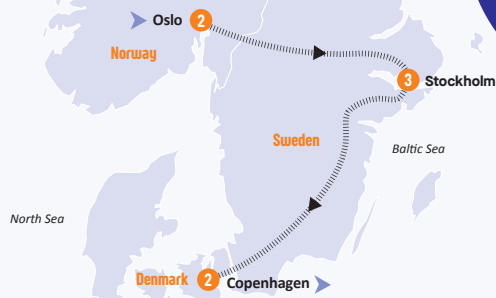 Oslo 2
Norway
3 Stockholm
Sweden
Baltic Sea
North Sea
Denmark 2 Copenhagen